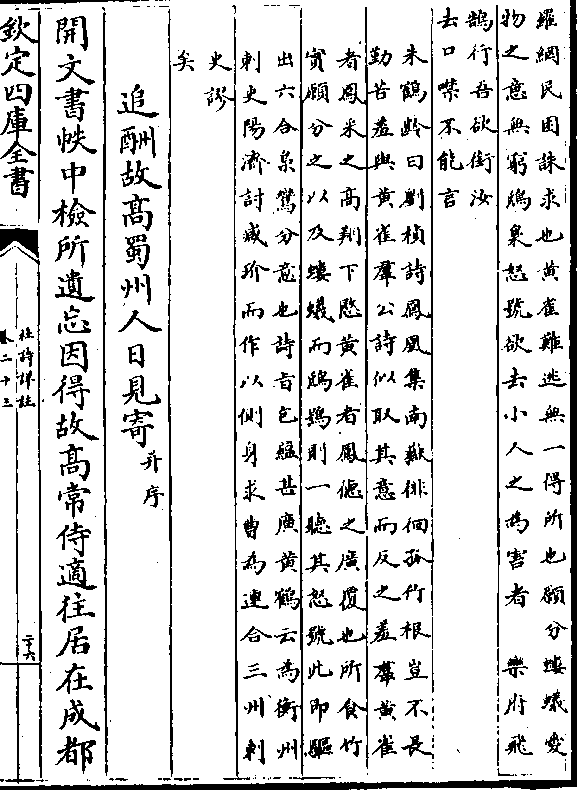 羅網民困誅求也黄雀難逃無一得所也願分螻蟻愛
物之意無窮鴟梟怒號欲去小人之為害者　樂府飛
鵠行吾欲銜汝
去口噤不能言
朱鶴齡曰劉楨詩鳳凰集南嶽徘徊孤竹根豈不長
勤苦羞與黄雀羣公詩似取其意而反之羞羣黄雀
者鳳采之高翔下愍黄雀者鳳德之廣覆也所食竹
實願分之以及螻蟻而鴟鴞則一聽其怒號此即驅
出六合梟鸞分意也詩旨包緼甚廣黄鶴云為衡州
刺史陽濟討臧玠而作以側身求曹為連合三州刺
史謬
矣
追酬故高蜀州人日見寄并序
開文書帙中檢所遺忘因得故高常侍適往居在成都
欽定四庫全書
杜詩詳註
卷二十三
二十六